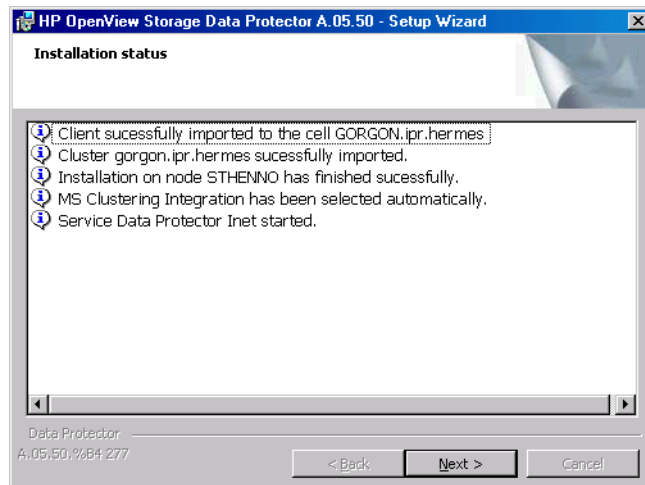 HP OpenView Storage Data Protector A.05.50 - Setup Wizard
Installation status
Client sucessfully imported to the cell GORGON.ipr.hermes
Cluster gorgon.ipr.hermes sucessfully imported.
Installation on node STHENNO has finished sucessfully.
MS Clustering Integration has been selected automatically.
Service Data Protector Inet started.
Data Protector
A.05.50.%B4 277
< Back Next > Cancel